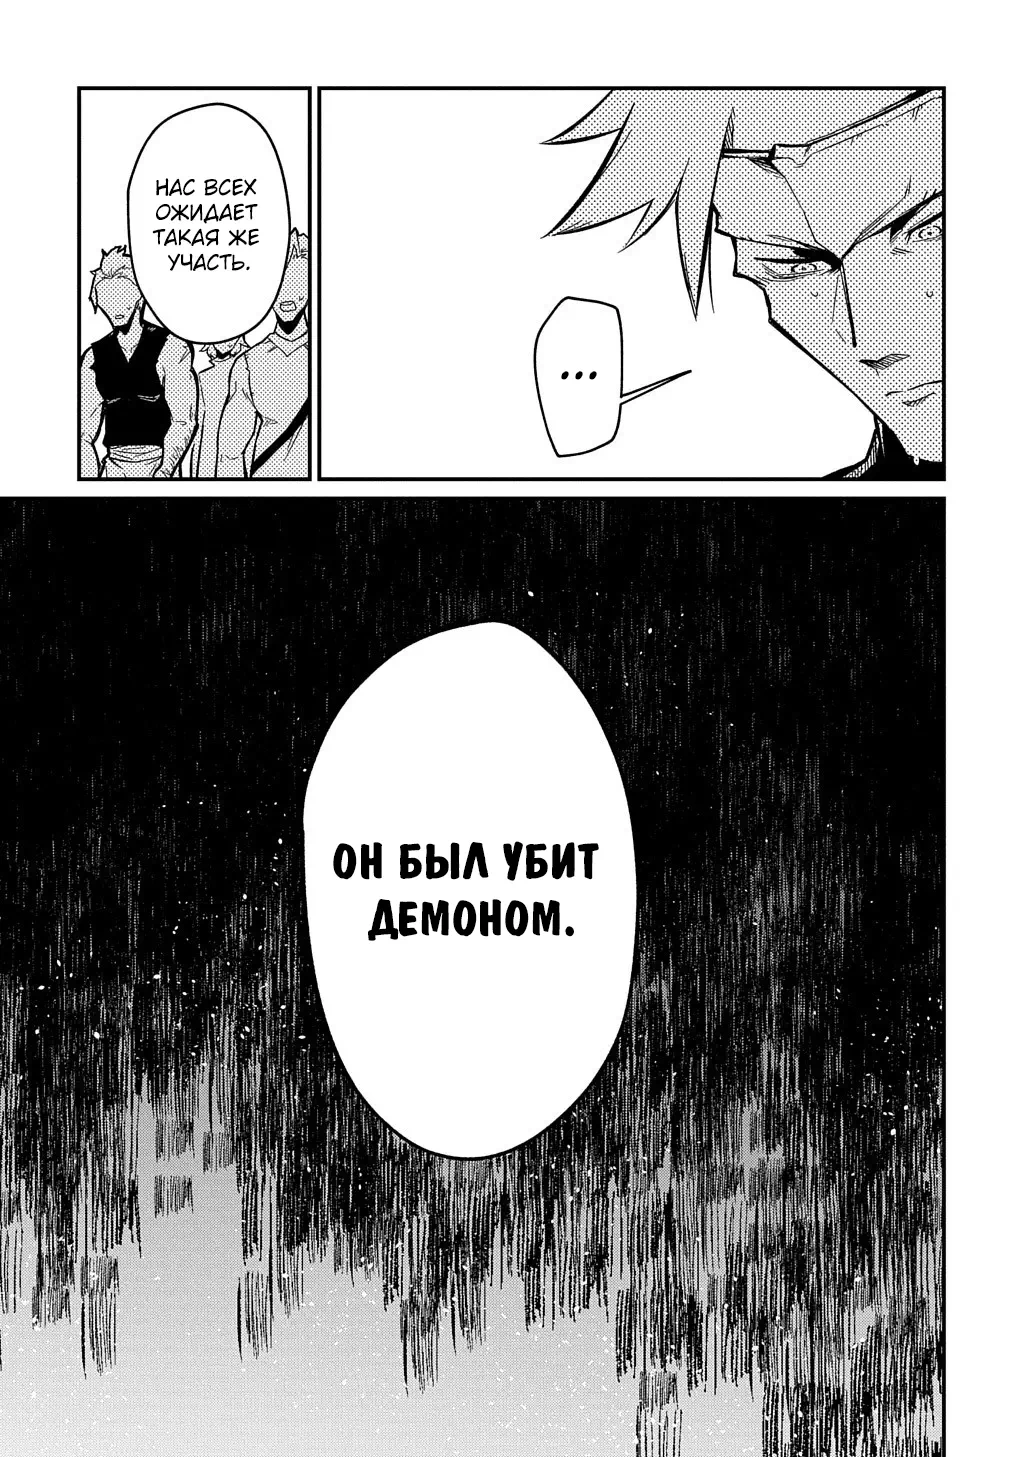 ...
НАС ВСЕХ
ОЖИДАЕТ
ТАКАЯ ЖЕ
УЧАСТЬ.
ОН БЫЛ УБИТ
ДЕМОНОМ.